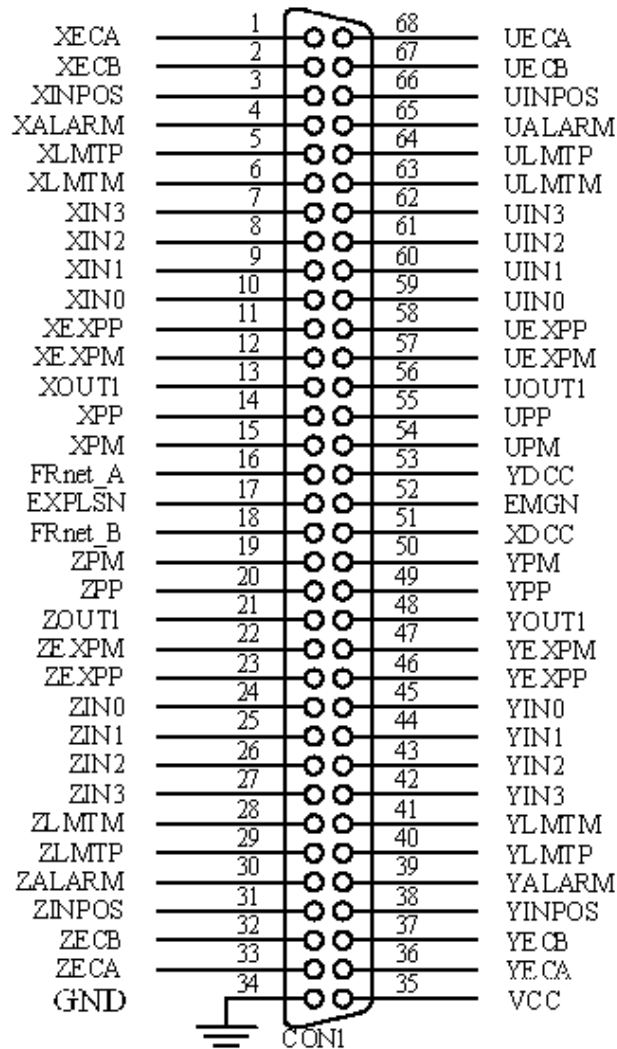 XECA 1 68 UECA
XECB 2 67 UECB
XINPOS 3 66 UINPOS
XALARM 4 65 UALARM
XLMTP 5 64 ULMTP
XLMTM 6 63 ULMTM
XIN3 7 62 UIN3
XIN2 8 61 UIN2
XIN1 9 60 UIN1
XIN0 10 59 UIN0
XEXPP 11 58 UEXPP
XEXPM 12 57 UEXPM
XOUT1 13 56 UOUT1
XPP 14 55 UPP
XPM 15 54 UPM
FRnet_A 16 53 YDCC
EXPLSN 17 52 EMGN
FRnet_B 18 51 XDCC
ZPM 19 50 YPM
ZPP 20 49 YPP
ZOUT1 21 48 YOUT1
ZEXPM 22 47 YEXPM
ZEXPP 23 46 YEXPP
ZIN0 24 45 YIN0
ZIN1 25 44 YIN1
ZIN2 26 43 YIN2
ZIN3 27 42 YIN3
ZLMTM 28 41 YLMTM
ZLMTP 29 40 YLMTP
ZALARM 30 39 YALARM
ZINPOS 31 38 YINPOS
ZECB 32 37 YECB
ZECA 33 36 YECA
GND 34 35 VCC
CON1